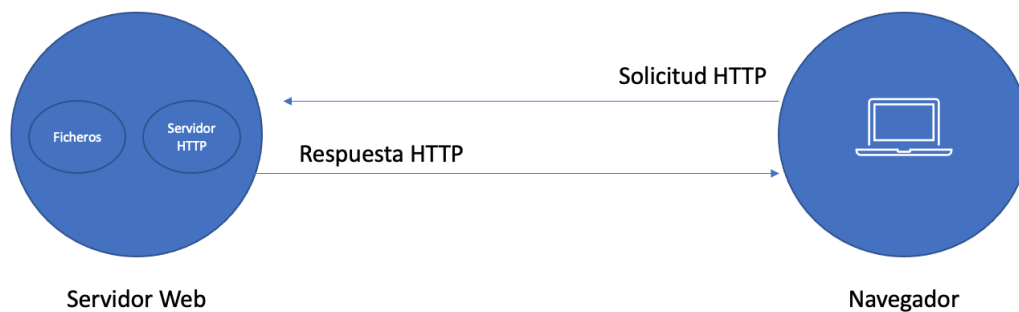 Solicitud HTTP
Ficheros
Servidor
HTTP
Respuesta HTTP
Servidor Web
Navegador